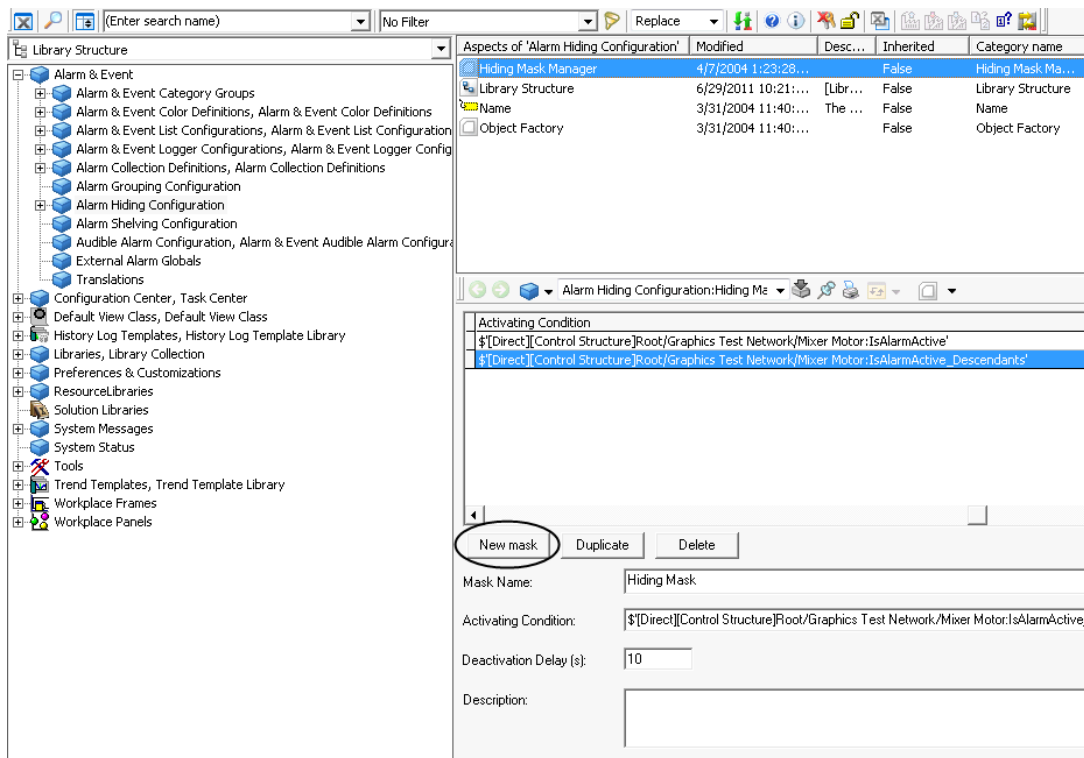 (Enter search name)
No Filter
Replace
Library Structure
Alarm & Event
Alarm & Event Category Groups
Alarm & Event Color Definitions, Alarm & Event Color Definitions
Alarm & Event List Configurations, Alarm & Event List Configuration
Alarm & Event Logger Configurations, Alarm & Event Logger Config
Alarm Collection Definitions, Alarm Collection Definitions
Alarm Grouping Configuration
Alarm Hiding Configuration
Alarm Shelving Configuration
Audible Alarm Configuration, Alarm & Event Audible Alarm Configura
External Alarm Globals
Translations
Configuration Center, Task Center
Default View Class, Default View Class
History Log Templates, History Log Template Library
Libraries, Library Collection
Preferences & Customizations
ResourceLibraries
Solution Libraries
System Messages
System Status
Tools
Trend Templates, Trend Template Library
Workplace Frames
Workplace Panels
Aspects of 'Alarm Hiding Configuration' Modified Desc... Inherited Category name
Hiding Mask Manager 4/7/2004 1:23:28... False Hiding Mask Ma...
Library Structure 6/29/2011 10:21:... [Libr... False Library Structure
Name 3/31/2004 11:40:... The ... False Name
Object Factory 3/31/2004 11:40:... False Object Factory
Alarm Hiding Configuration:Hiding Ma
Activating Condition
$'[Direct][Control Structure]Root/Graphics Test Network/Mixer Motor:IsAlarmActive'
$'[Direct][Control Structure]Root/Graphics Test Network/Mixer Motor:IsAlarmActive_Descendants'
New mask Duplicate Delete
Mask Name: Hiding Mask
Activating Condition: $'[Direct][Control Structure]Root/Graphics Test Network/Mixer Motor:IsAlarmActive_
Deactivation Delay (s): 10
Description: